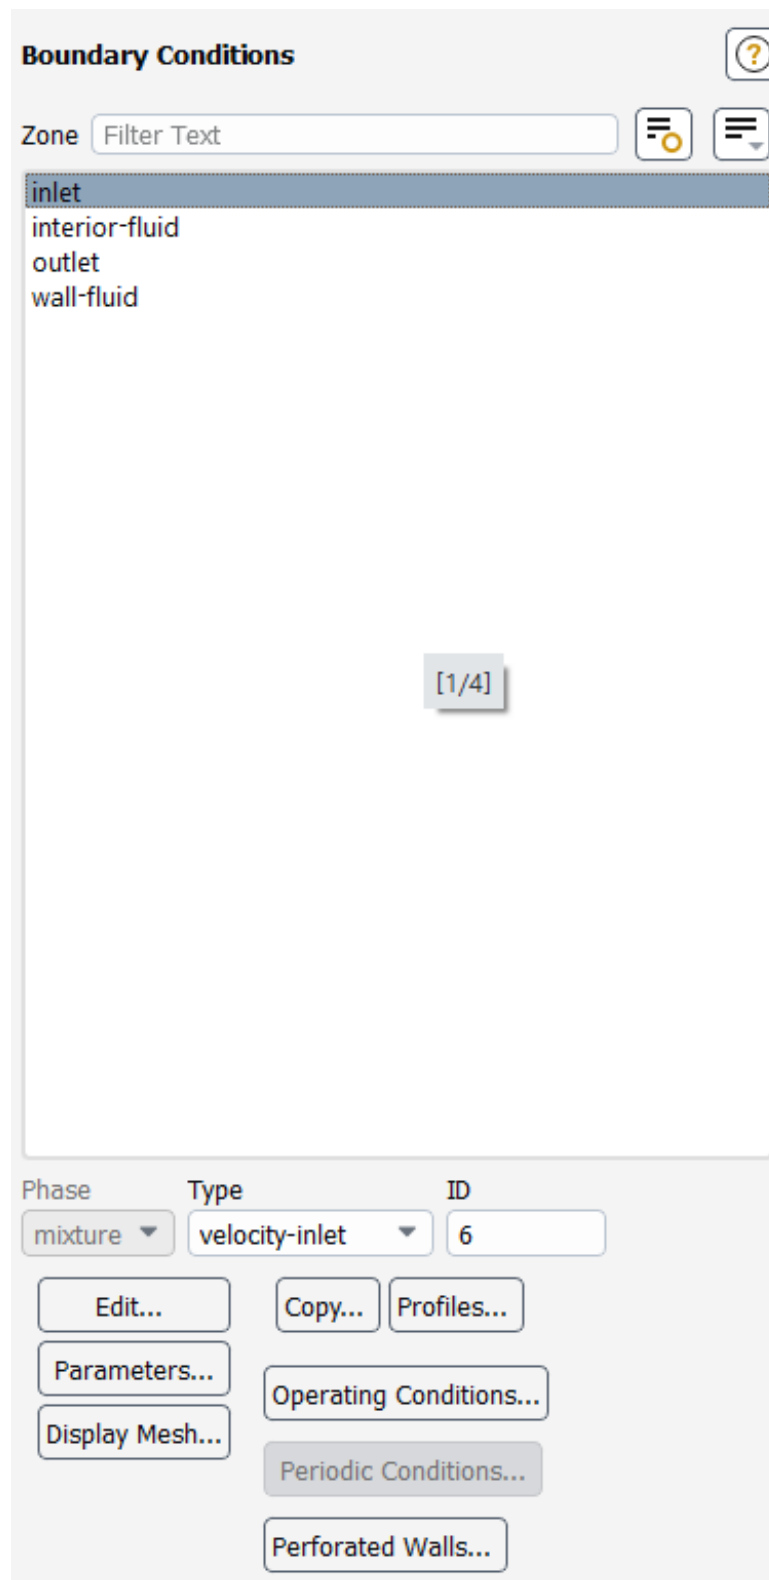 Boundary Conditions
?
Zone Filter Text
inlet
interior-fluid
outlet
wall-fluid
[1/4]
Phase Type ID
mixture velocity-inlet 6
Edit... Copy... Profiles...
Parameters...
Operating Conditions...
Display Mesh...
Periodic Conditions...
Perforated Walls...